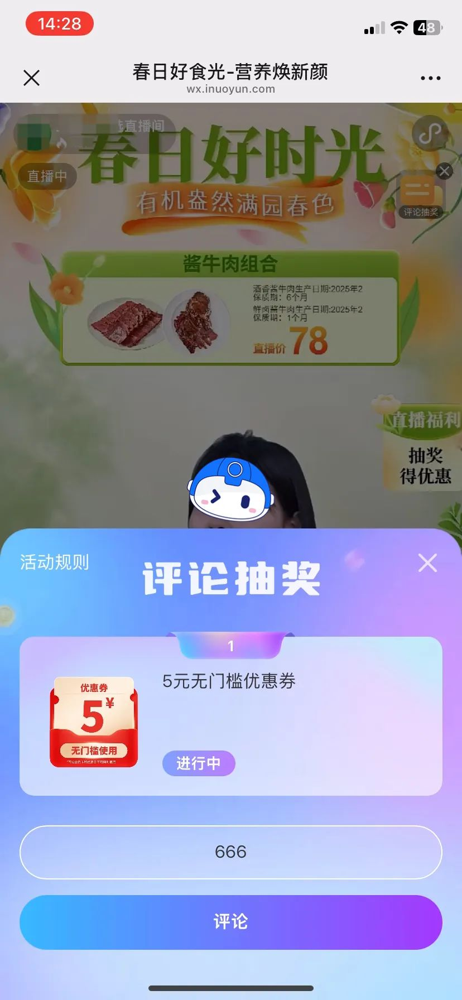 14:28
48
春日好食光-营养焕新颜
wx.inuoyun.com
选直播间
春日好时光
直播中
有机盎然满园春色
评论抽奖
酱牛肉组合
酒香酱牛肉生产日期:2025年2
保质期：6个月
鲜卤酱牛肉生产日期:2025年2
保质期：1个月
直播价 78
直播福利
抽奖
得优惠
活动规则
评论抽奖
1
5元无门槛优惠券
优惠券
5¥
无门槛使用
进行中
666
评论